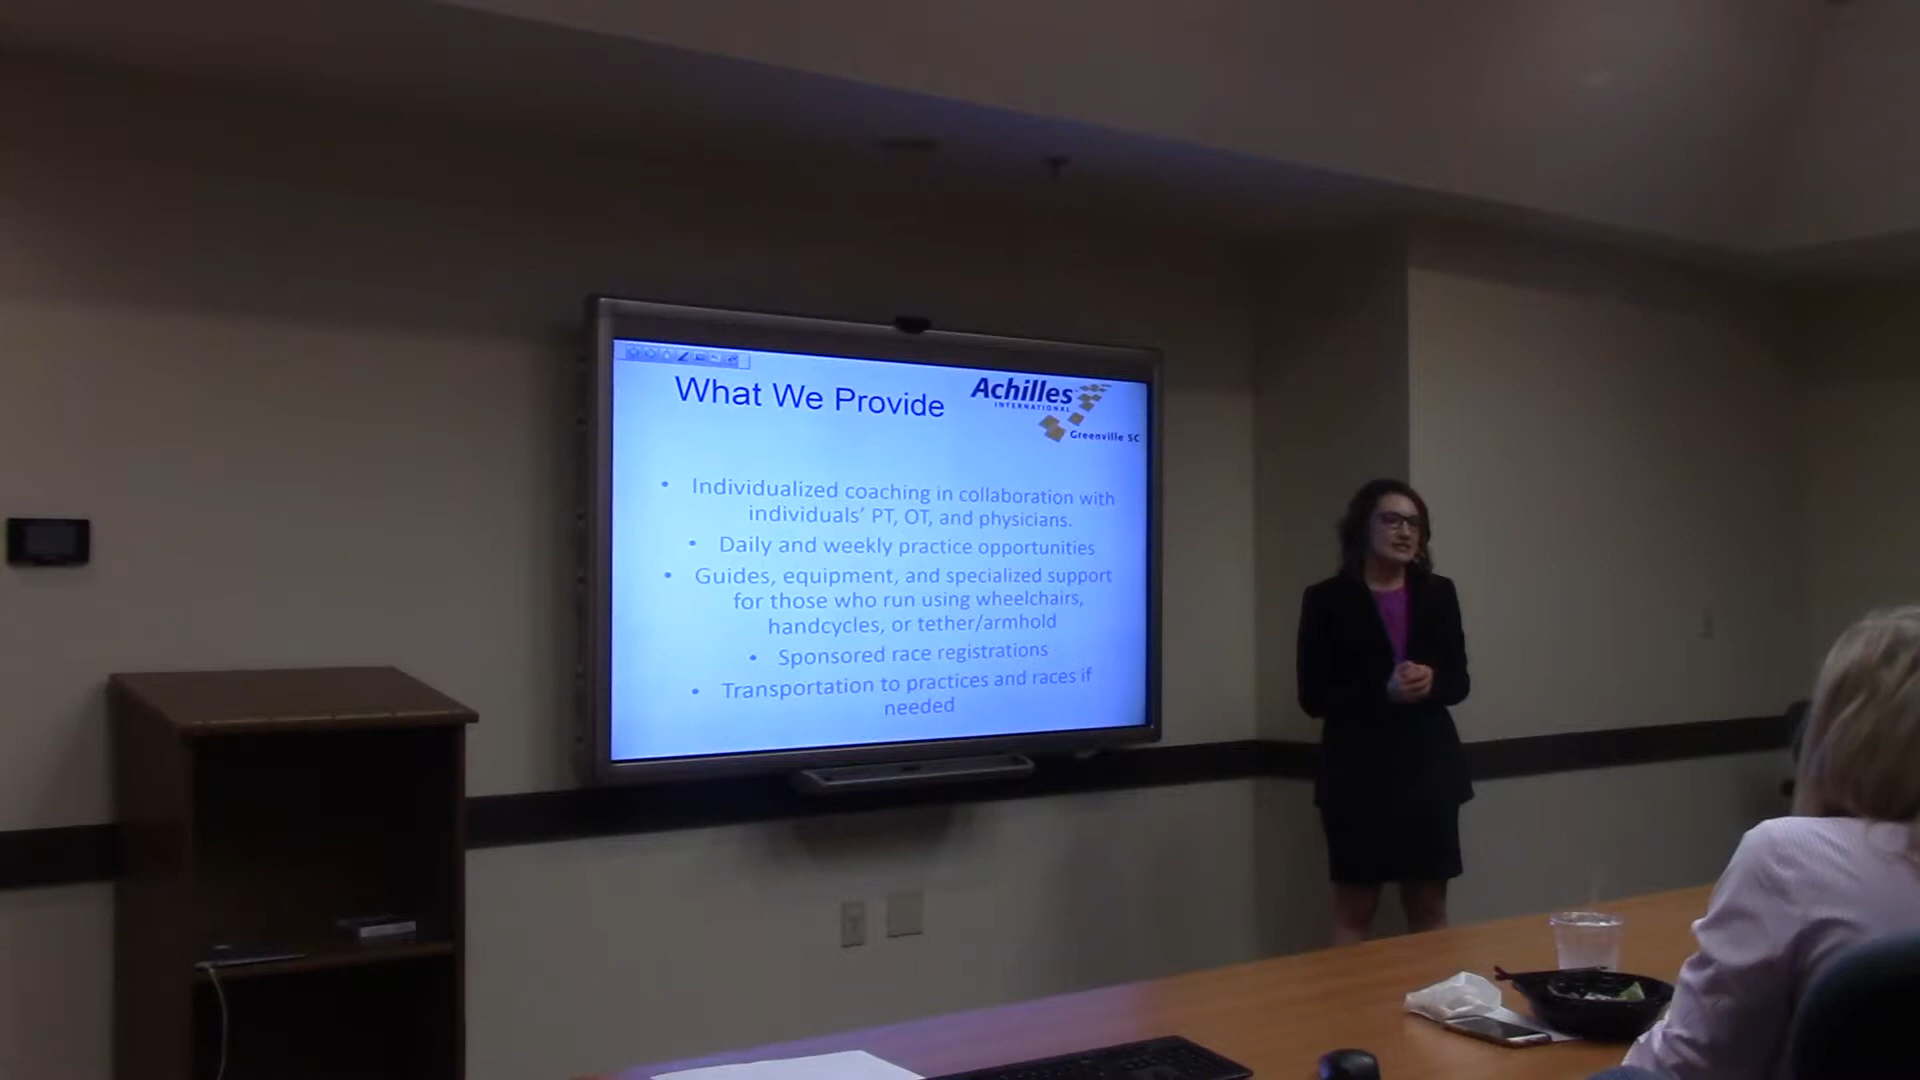 What We Provide
Achilles
INTERNATIONAL
Greenville SC
• Individualized coaching in collaboration with
individuals' PT, OT, and physicians.
• Daily and weekly practice opportunities
• Guides, equipment, and specialized support
for those who run using wheelchairs,
handcycles, or tether/armhold
• Sponsored race registrations
• Transportation to practices and races if
needed